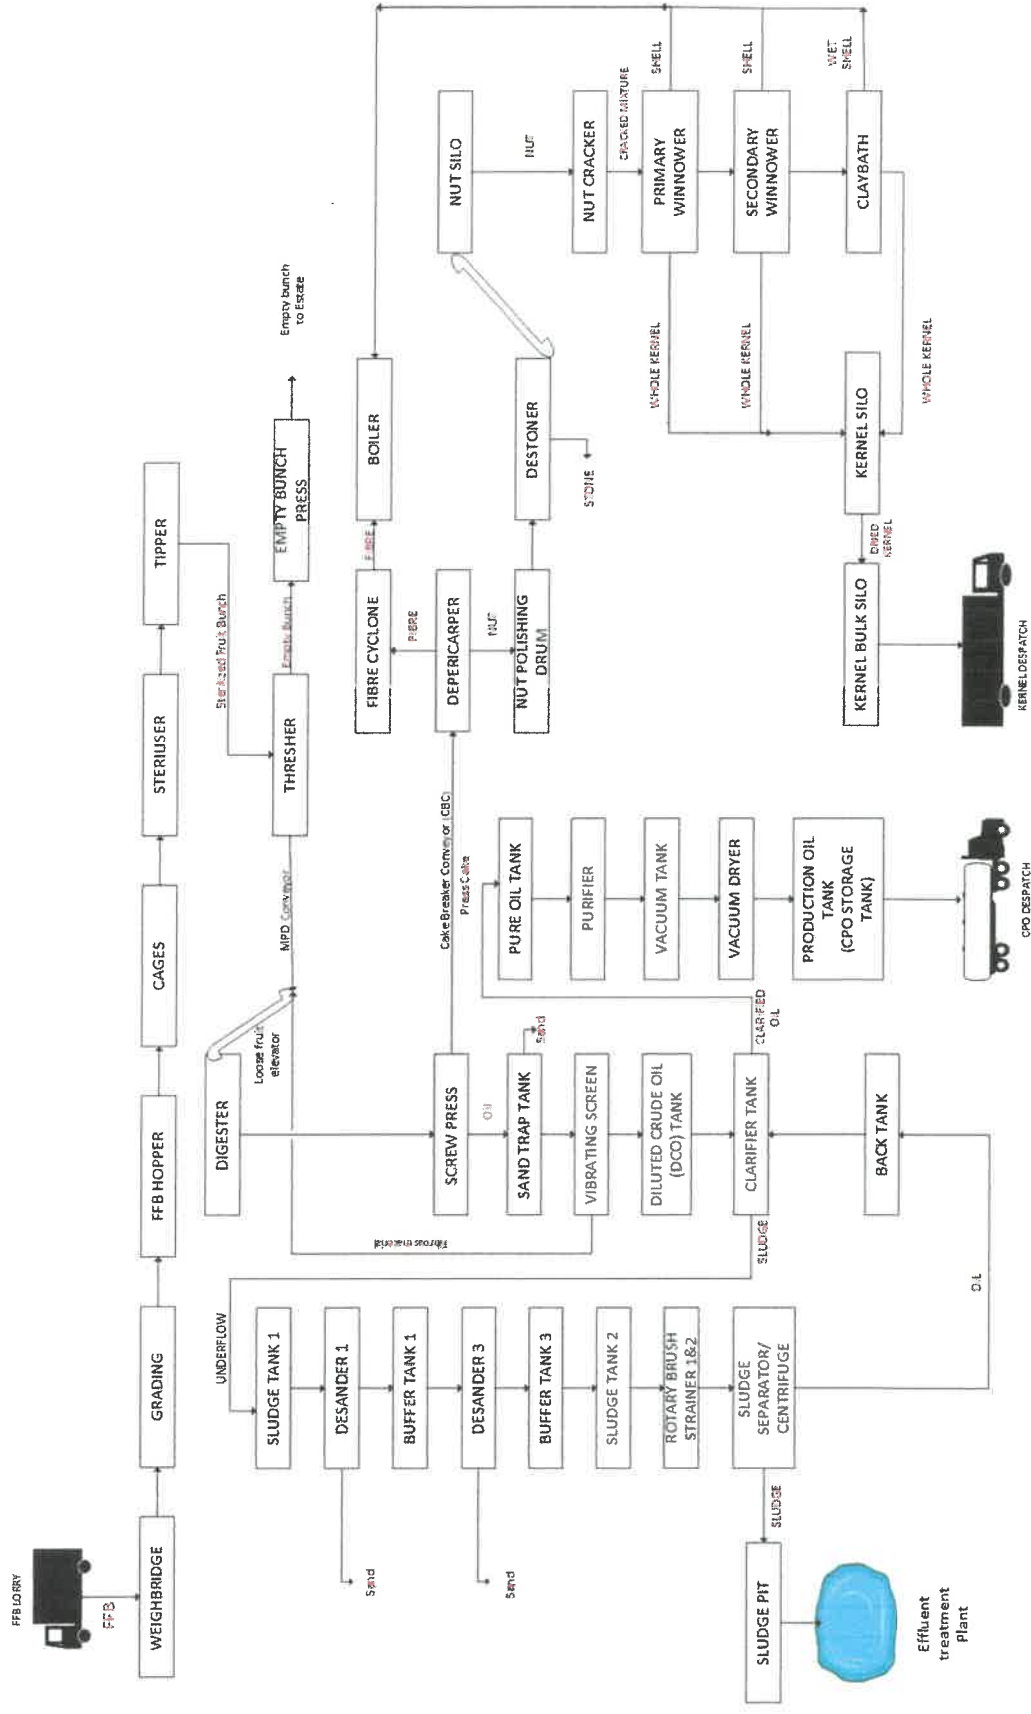 FFB LORRY
FFB
WEIGHBRIDGE
GRADING
FFB HOPPER
CAGES
STERIUSER
TIPPER
Sterilized Fruit Bunch
THRESHER
Empty Bunch
EMPTY BUNCH
PRESS
Empty bunch
to Estate
MPD Conveyor
Loose fruit
elevator
DIGESTER
SCREW PRESS
Cake Breaker Conveyor (CBC)
Press Cake
OIL
SAND TRAP TANK
Sand
VIBRATING SCREEN
Fibrous material
DILUTED CRUDE OIL
(DCO) TANK
CLARIFIER TANK
CLARIFIED
OIL
SLUDGE
BACK TANK
OIL
UNDERFLOW
SLUDGE TANK 1
DESANDER 1
Sand
BUFFER TANK 1
DESANDER 3
Sand
BUFFER TANK 3
SLUDGE TANK 2
ROTARY BRUSH
STRAINER 1&2
SLUDGE
SEPARATOR/
CENTRIFUGE
SLUDGE
SLUDGE PIT
Effluent
treatment
Plant
PURE OIL TANK
PURIFIER
VACUUM TANK
VACUUM DRYER
PRODUCTION OIL
TANK
(CPO STORAGE
TANK)
CPO DESPATCH
FIBRE CYCLONE
FIBRE
BOILER
FIBRE
DEPERICARPER
NUT
NUT POLISHING
DRUM
DESTONER
STONE
NUT SILO
NUT
NUT CRACKER
CRACKED MIXTURE
PRIMARY
WINNOWER
SHELL
WHOLE KERNEL
SECONDARY
WINNOWER
SHELL
WHOLE KERNEL
CLAYBATH
WET
SHELL
WHOLE KERNEL
KERNEL SILO
DRIED
KERNEL
KERNEL BULK SILO
KERNEL DESPATCH